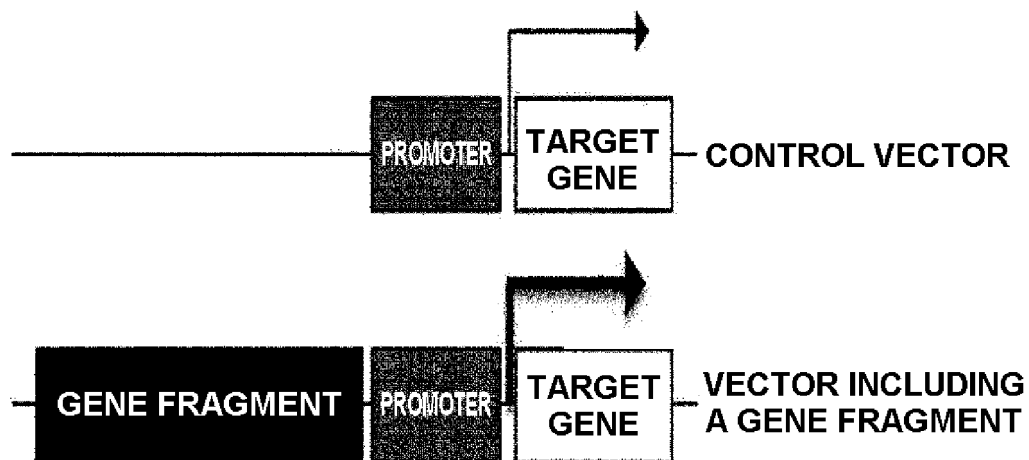 PROMOTER
TARGET
GENE
CONTROL VECTOR
GENE FRAGMENT
PROMOTER
TARGET
GENE
VECTOR INCLUDING
A GENE FRAGMENT